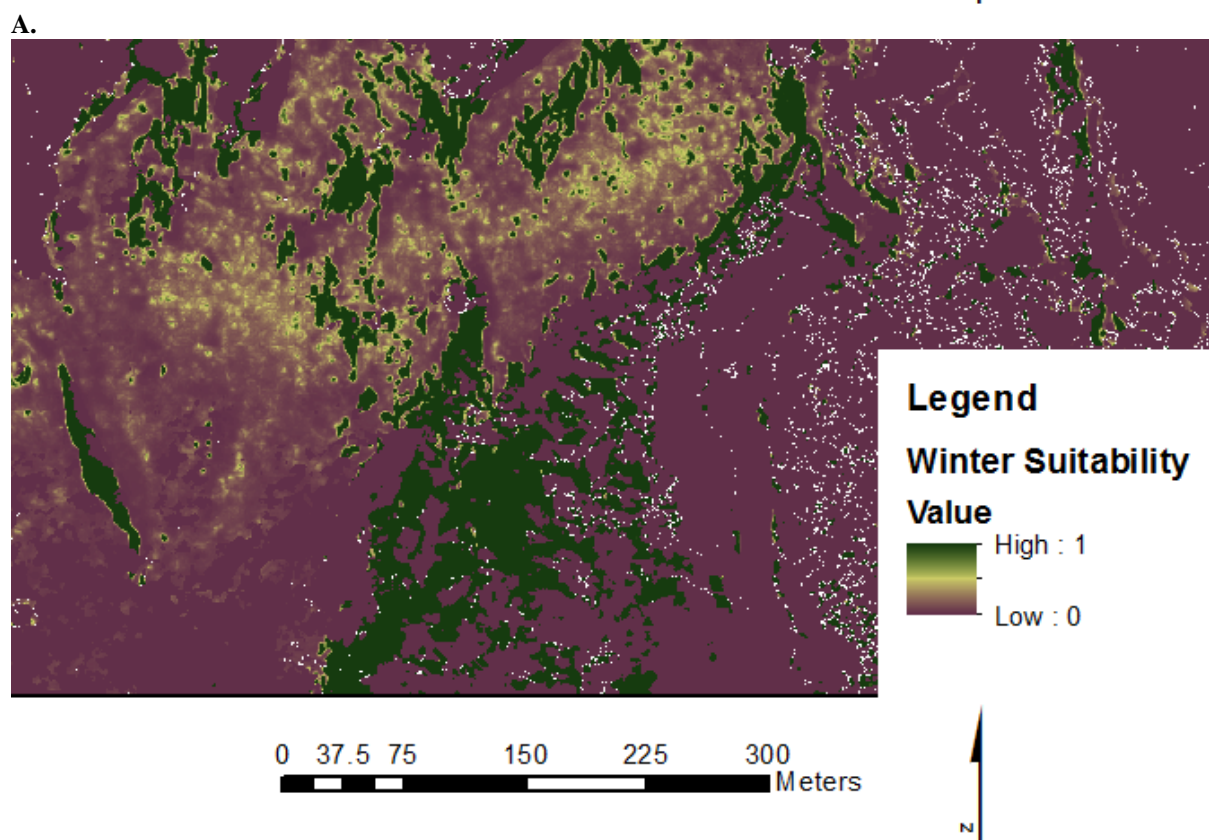 A.
Legend
Winter Suitability
Value
High : 1
Low : 0
0 37.5 75 150 225 300
Meters
N